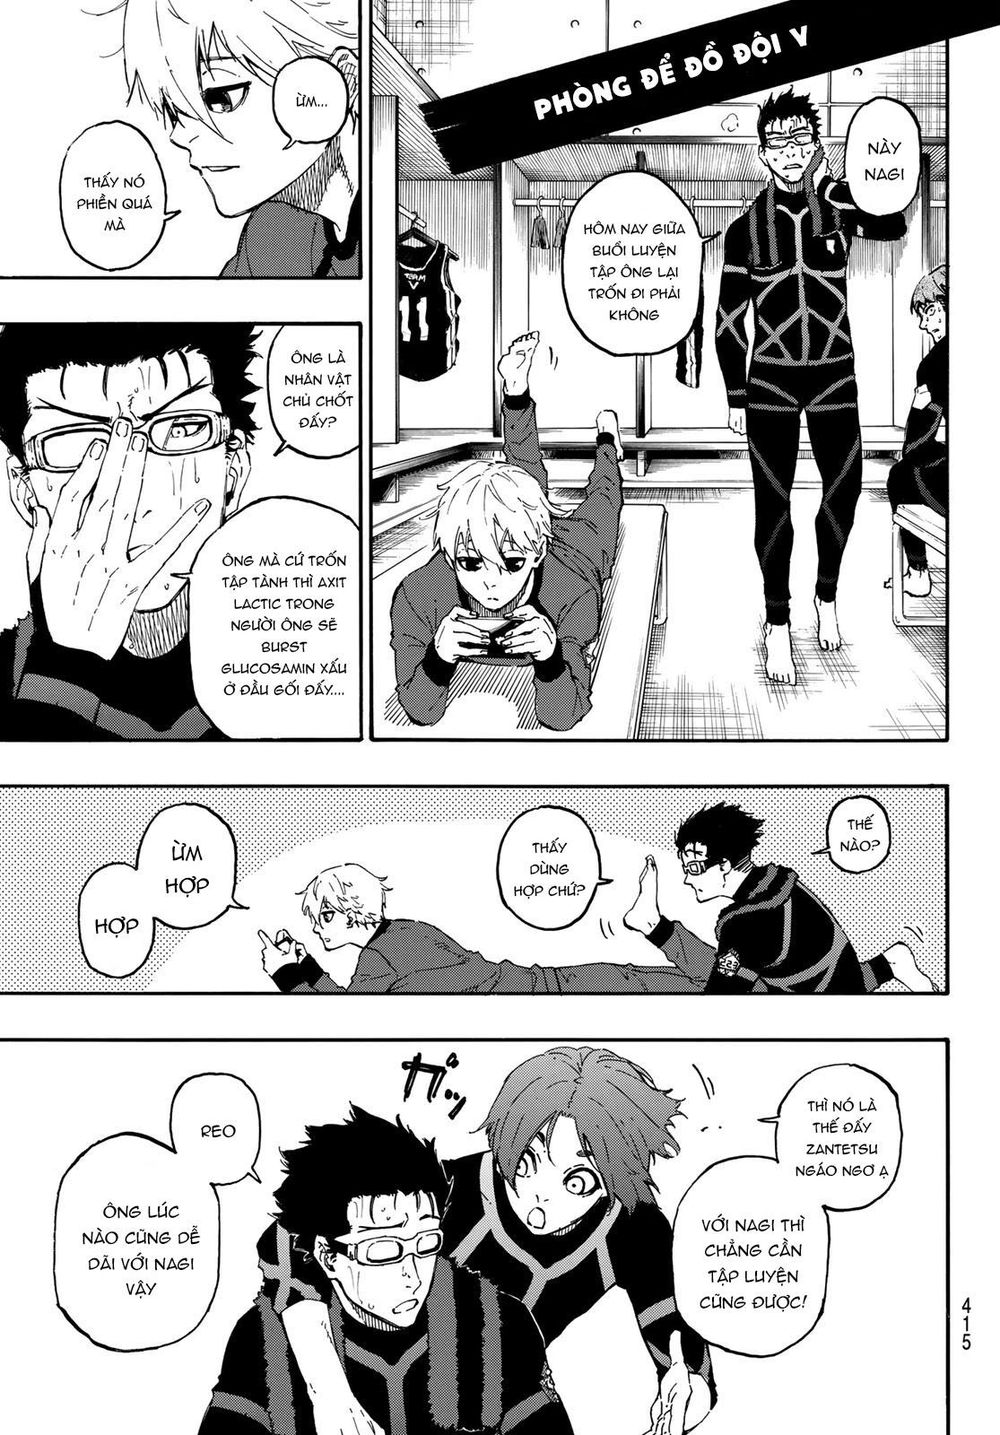 PHÒNG ĐỂ ĐỒ ĐỘI V
NÀY
NAGI
HÔM NAY GIỮA
BUỔI LUYỆN
TẬP ÔNG LẠI
TRỐN ĐI PHẢI
KHÔNG
TEAM
11
ỪM...
THẤY NÓ
PHIỀN QUÁ
MÀ
ÔNG LÀ
NHÂN VẬT
CHỦ CHỐT
ĐẤY?
ÔNG MÀ CỨ TRỐN
TẬP TÀNH THÌ AXIT
LACTIC TRONG
NGƯỜI ÔNG SẼ
BURST
GLUCOSAMIN XẤU
Ở ĐẦU GỐI ĐẤY....
THẾ
NÀO?
THẤY
DÙNG
HỢP CHỨ?
ỪM
HỢP
HỢP
THÌ NÓ LÀ
THẾ ĐẤY
ZANTETSU
NGÁO NGƠ Ạ
VỚI NAGI THÌ
CHẲNG CẦN
TẬP LUYỆN
CŨNG ĐƯỢC!
ガバッ
REO
ÔNG LÚC
NÀO CŨNG DỄ
DÃI VỚI NAGI
VẬY
415